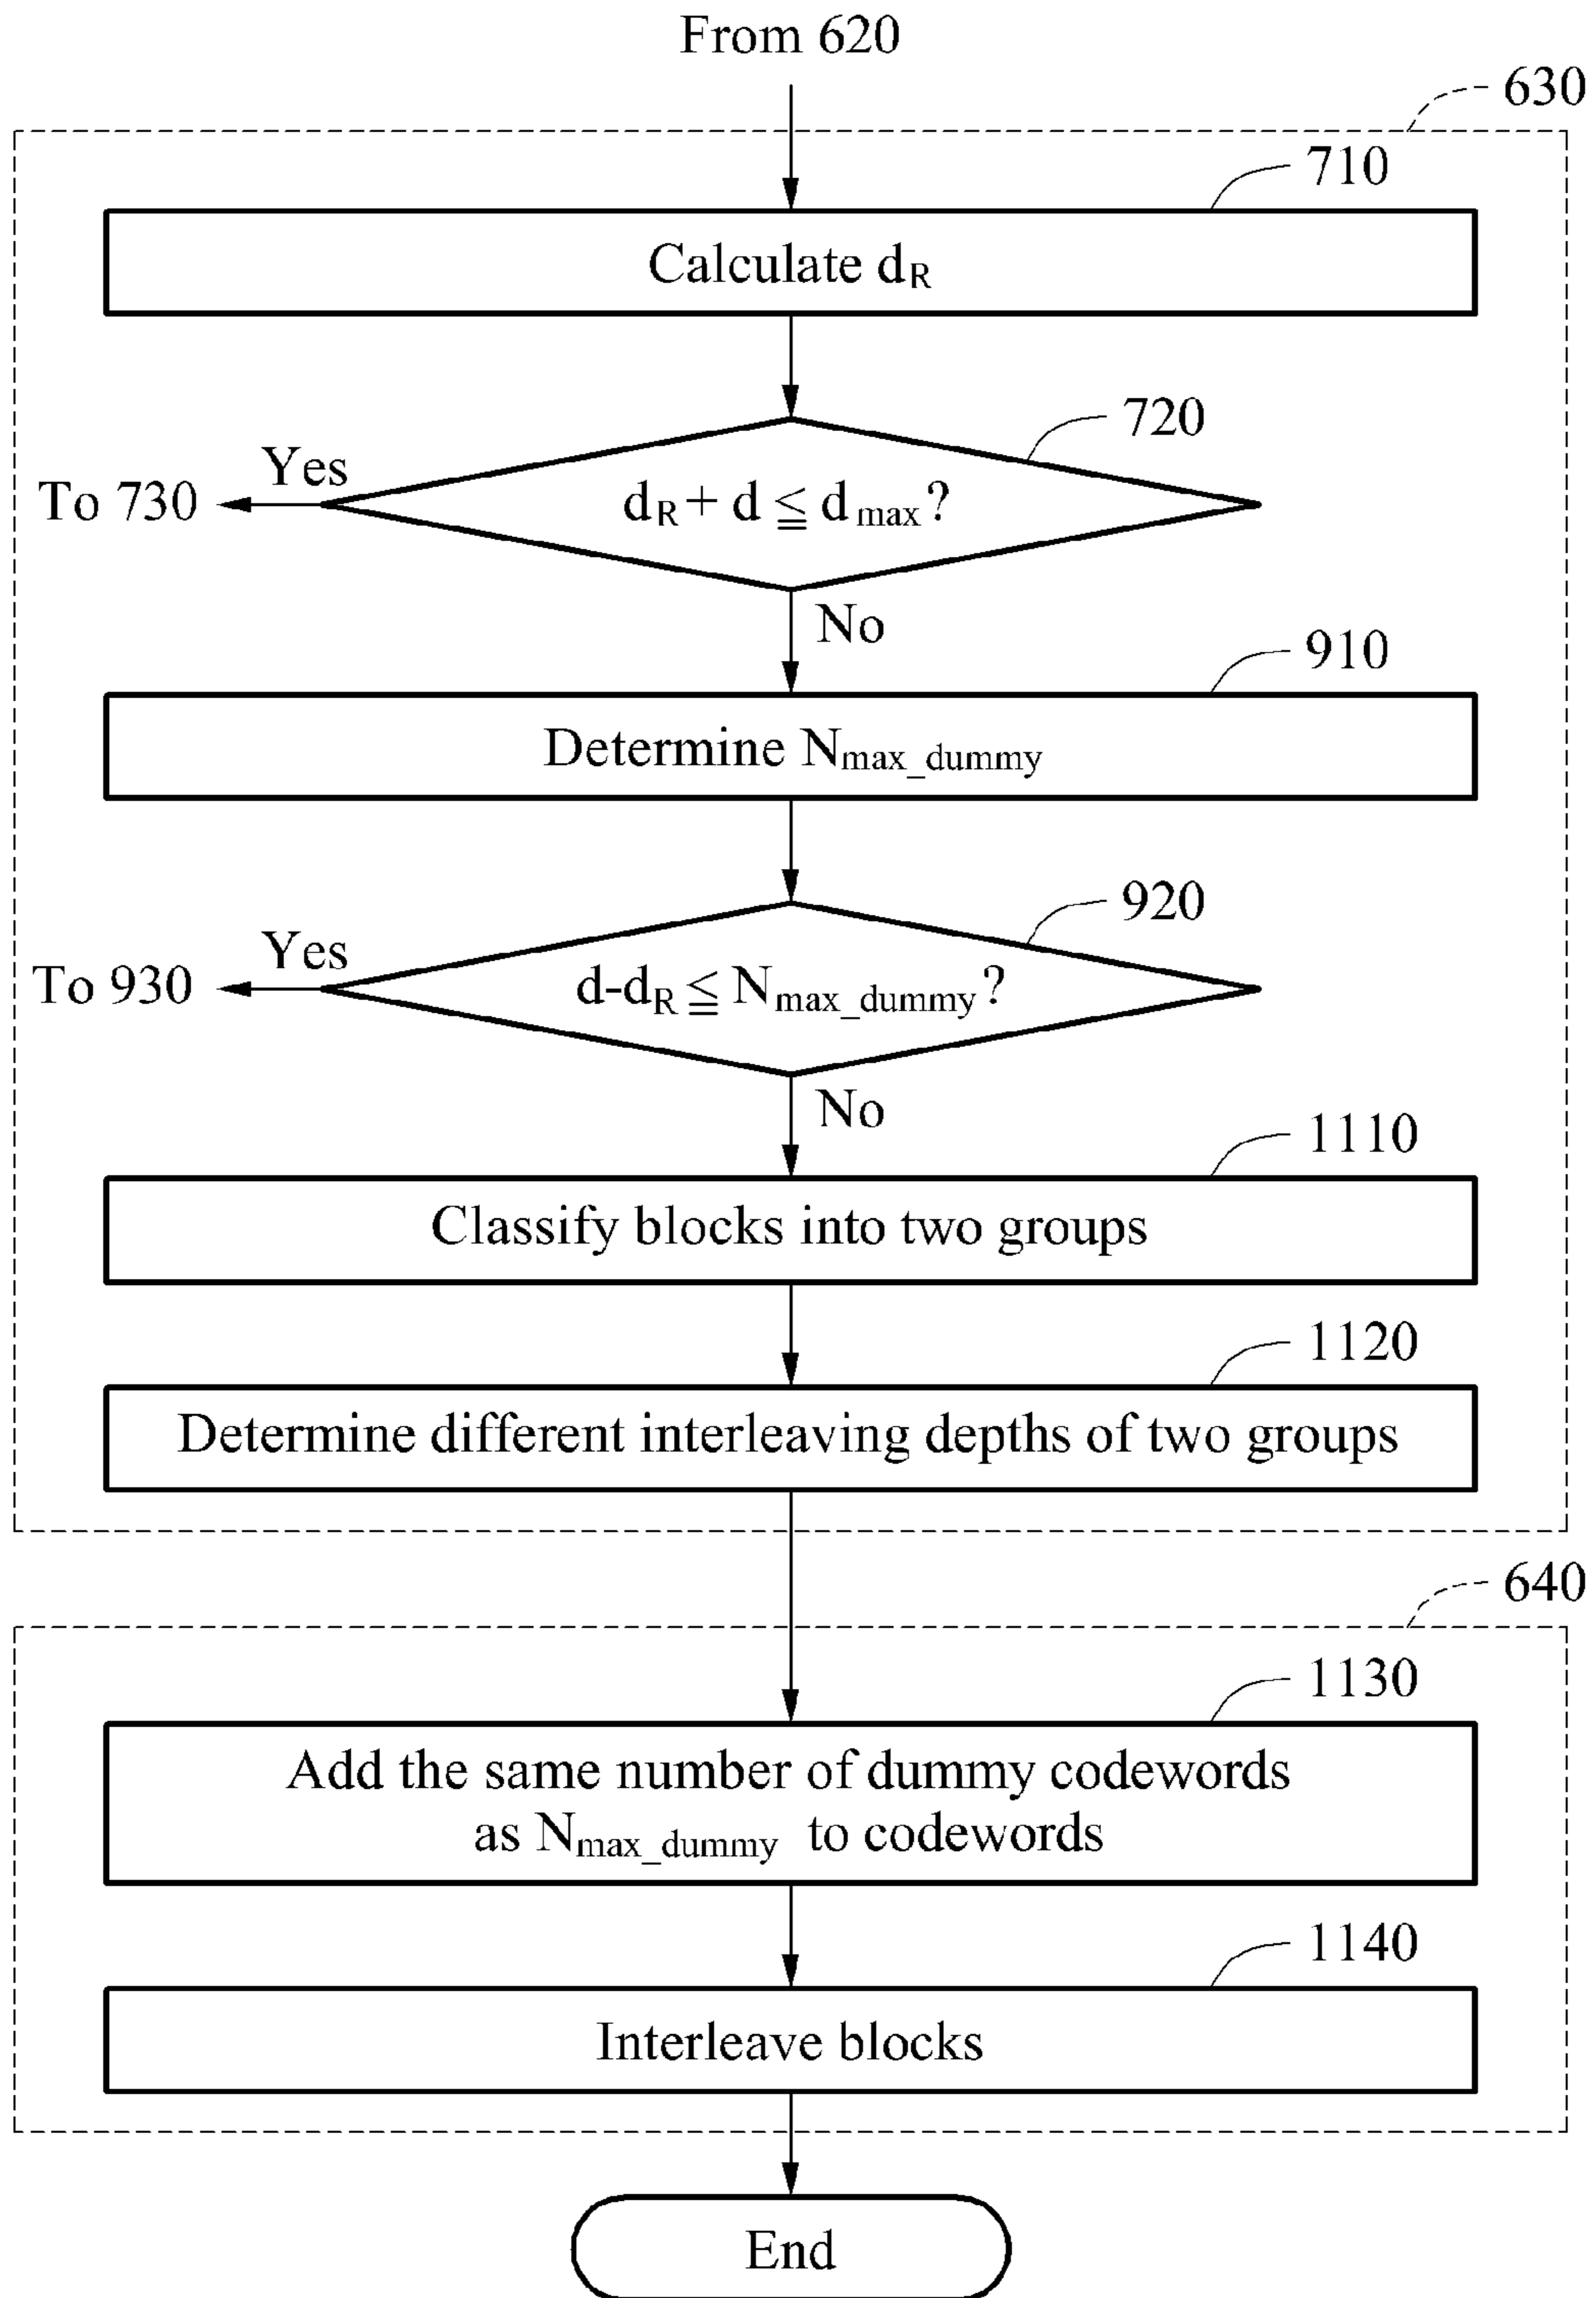 From 620
630
710
Calculate dR
720
Yes
To 730
dR + d ≦ dmax?
No
910
Determine Nmax_dummy
920
Yes
To 930
d-dR ≦ Nmax_dummy?
No
1110
Classify blocks into two groups
1120
Determine different interleaving depths of two groups
640
1130
Add the same number of dummy codewords
as Nmax_dummy to codewords
1140
Interleave blocks
End